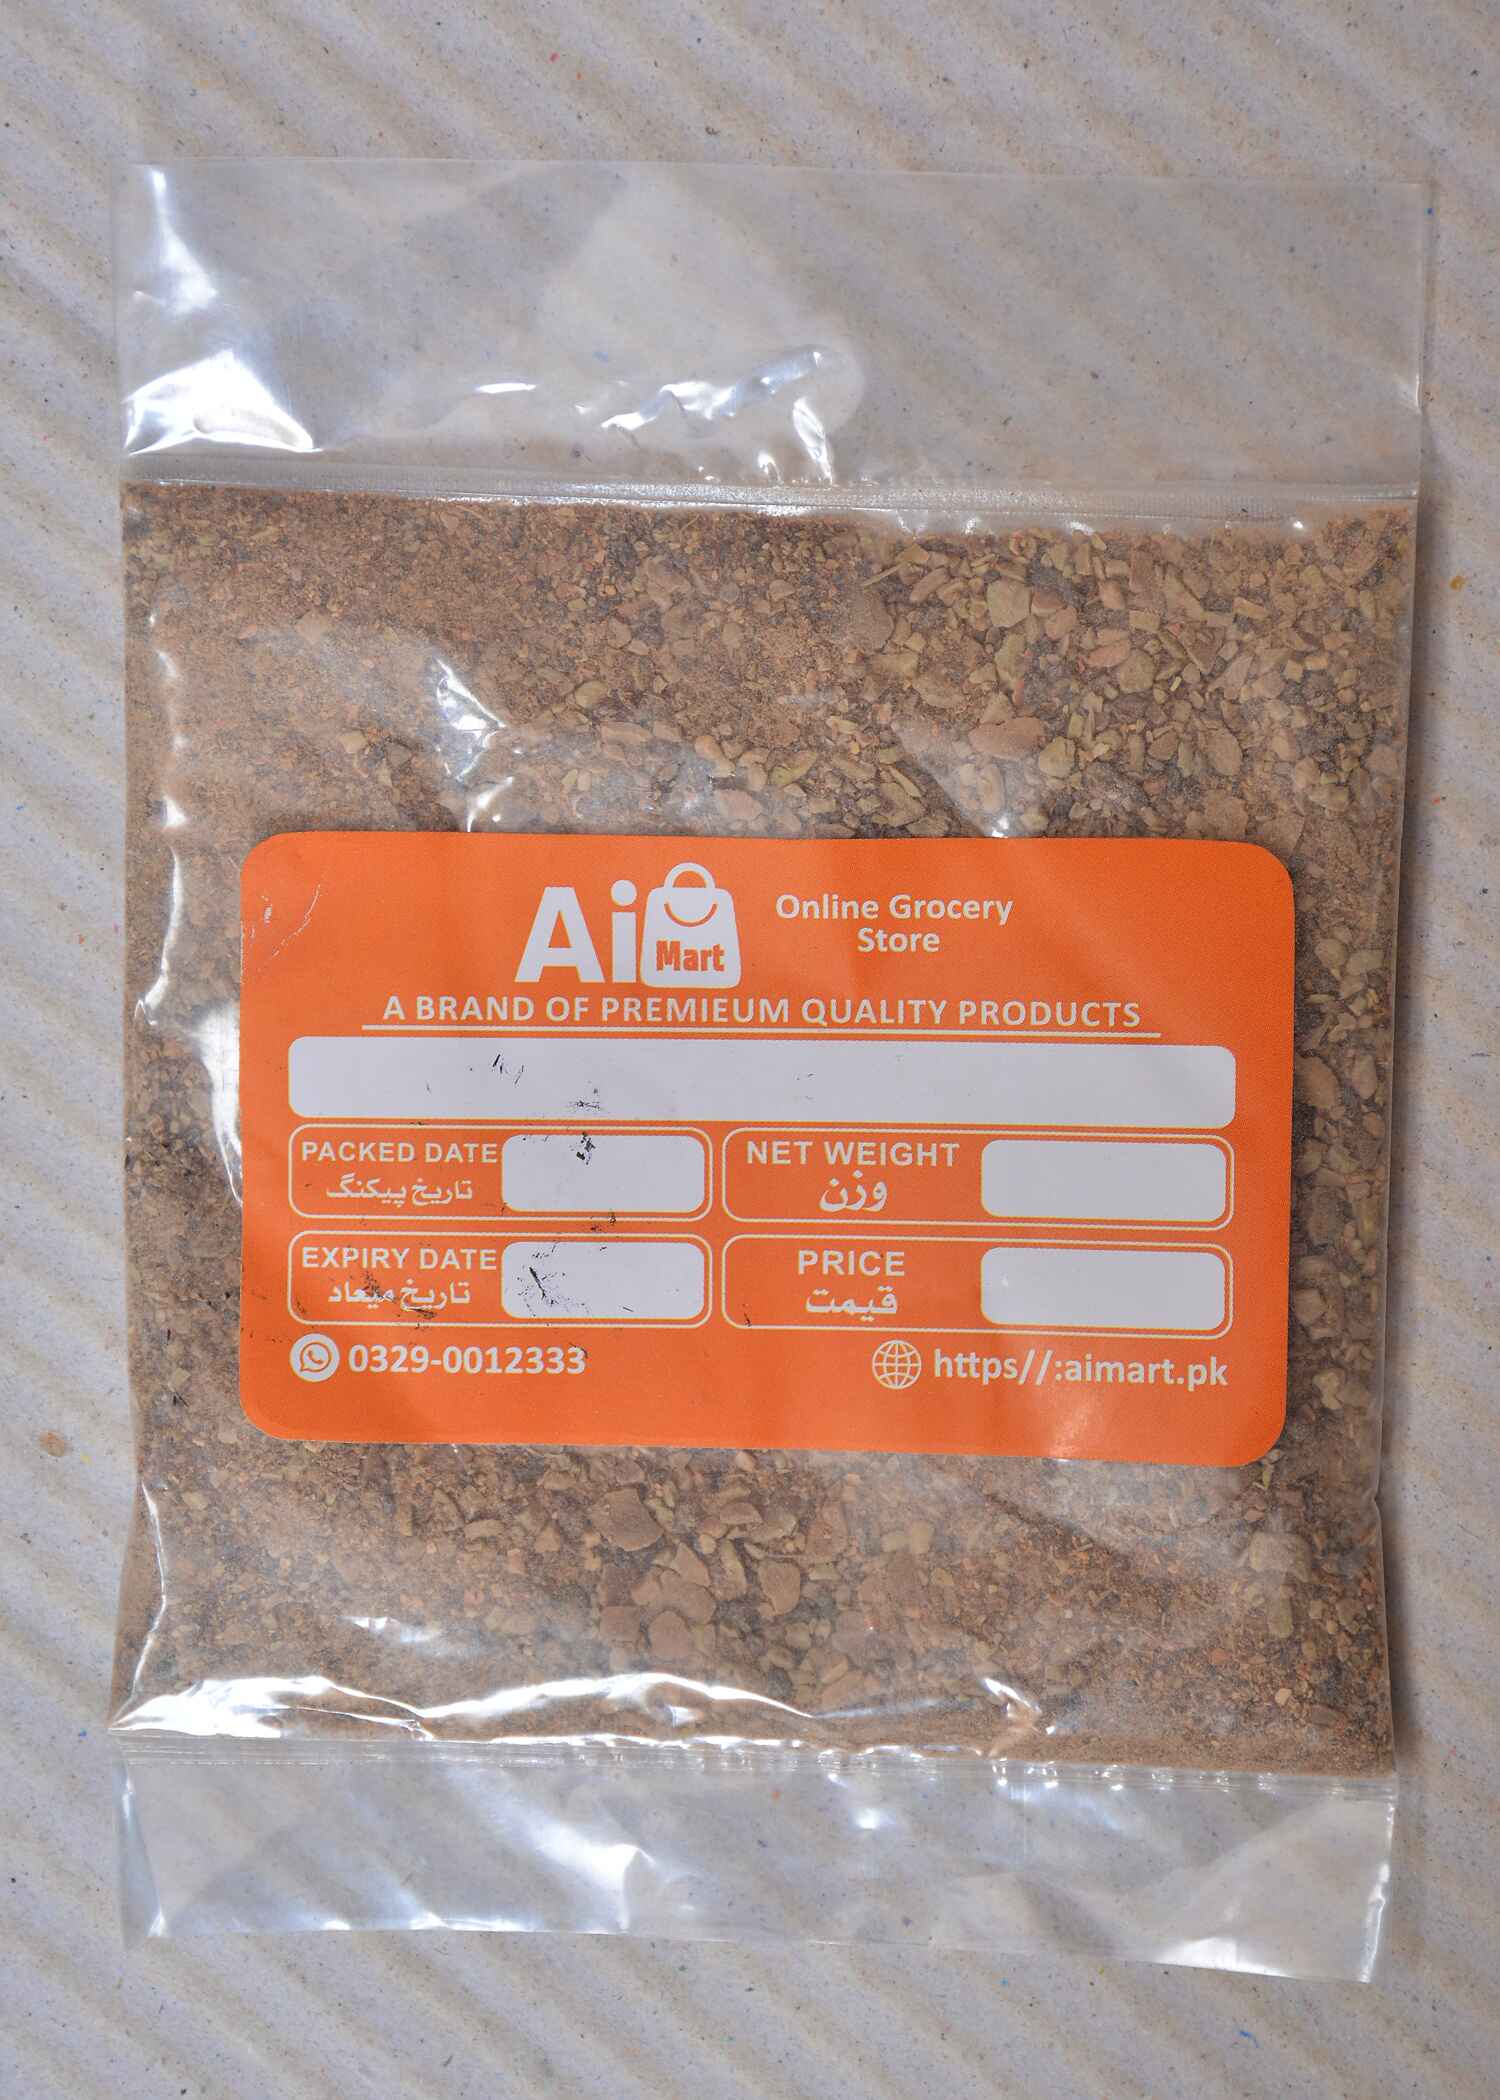 Ai Mart
Online Grocery
Store
A BRAND OF PREMIEUM QUALITY PRODUCTS
PACKED DATE
تاریخ پیکنگ
NET WEIGHT
وزن
EXPIRY DATE
تاریخ میعاد
PRICE
قیمت
0329-0012333
https//:aimart.pk